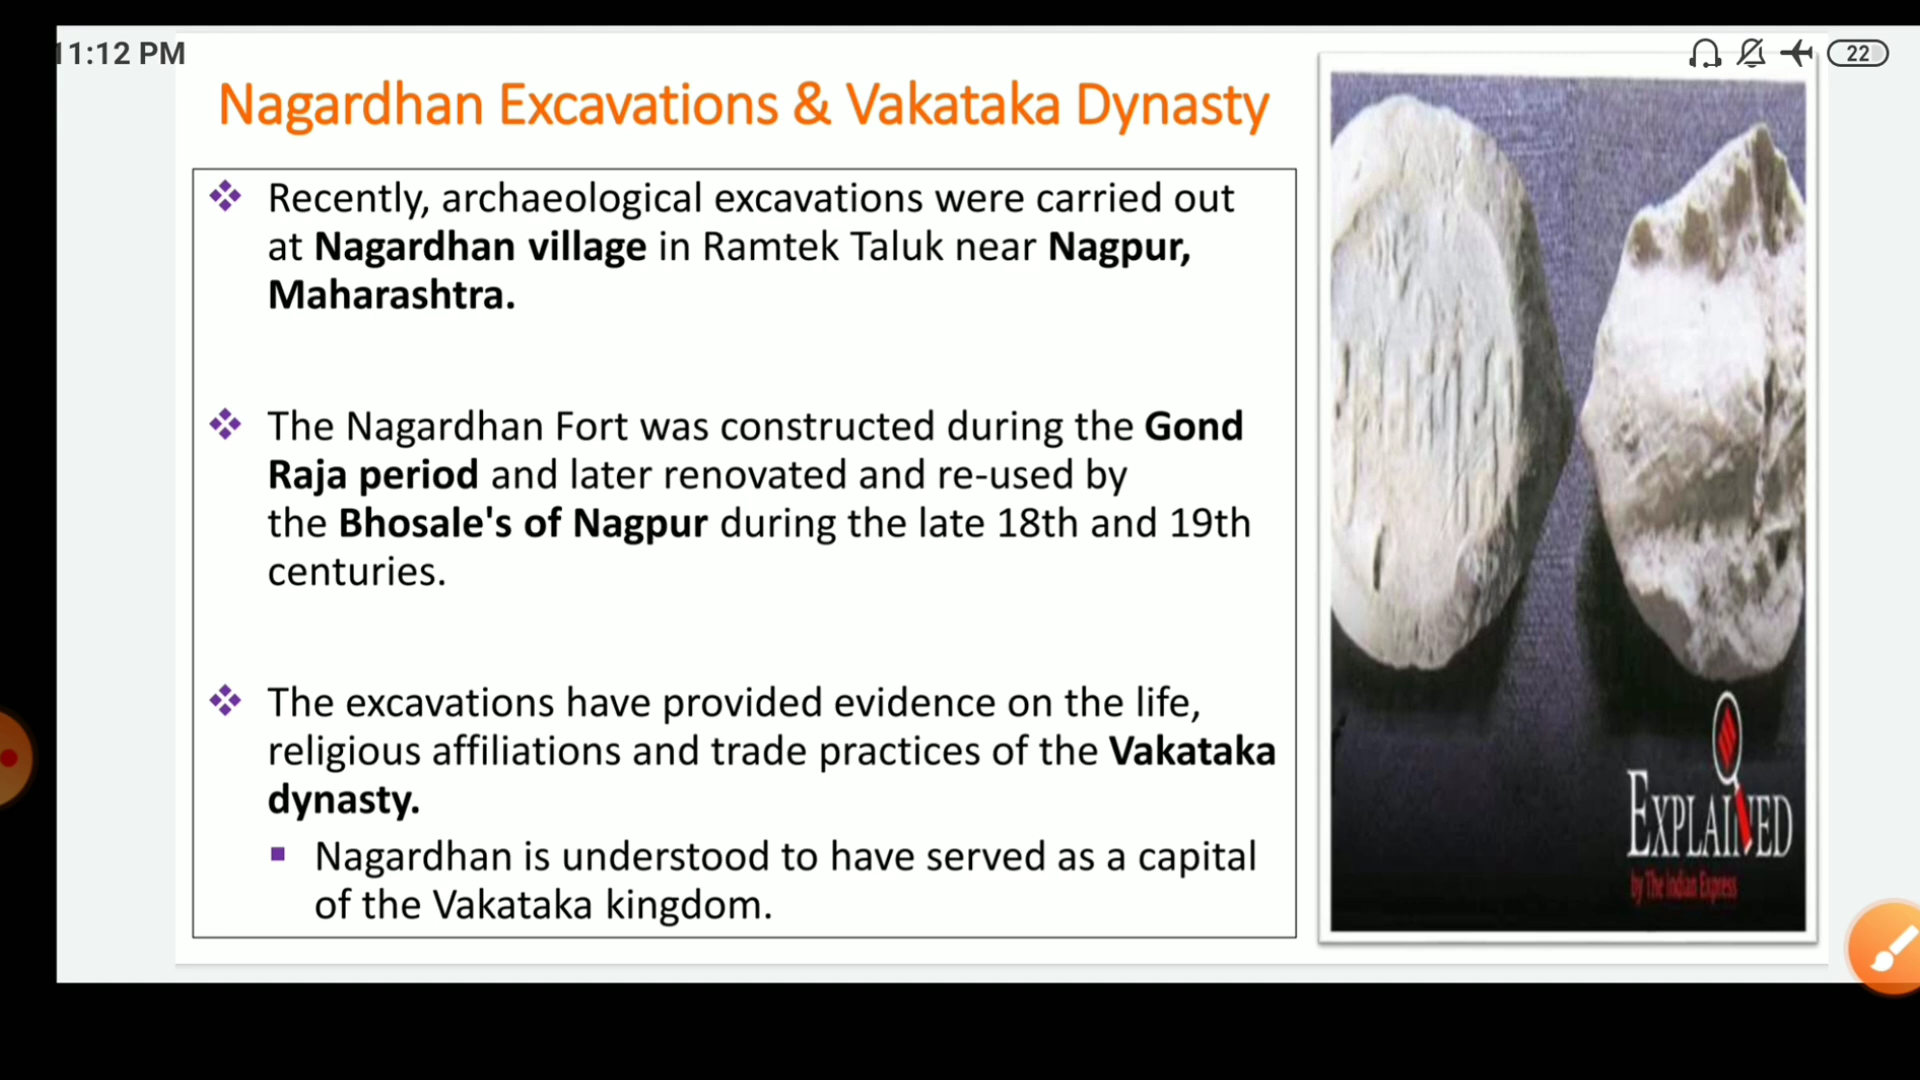 11:12 PM
22
Nagardhan Excavations & Vakataka Dynasty
Recently, archaeological excavations were carried out
at Nagardhan village in Ramtek Taluk near Nagpur,
Maharashtra.
The Nagardhan Fort was constructed during the Gond
Raja period and later renovated and re-used by
the Bhosale's of Nagpur during the late 18th and 19th
centuries.
The excavations have provided evidence on the life,
religious affiliations and trade practices of the Vakataka
dynasty.
Nagardhan is understood to have served as a capital
of the Vakataka kingdom.
EXPLAINED
by The Indian Express